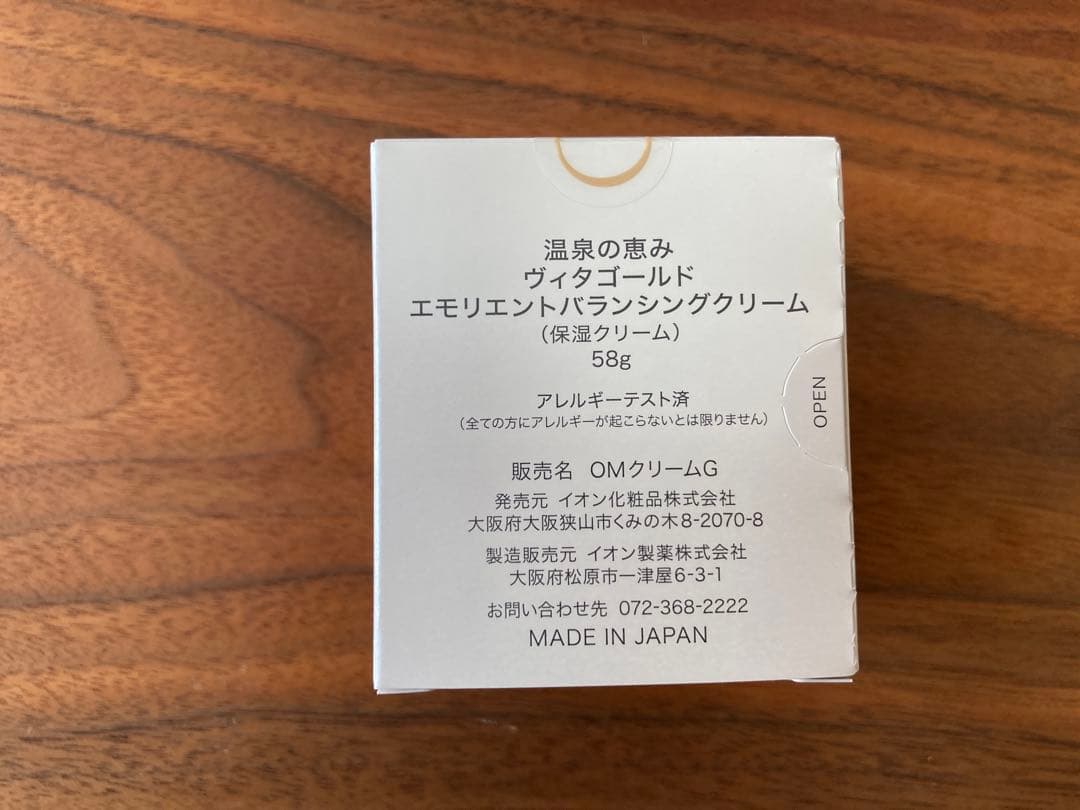 温泉の恵み
ヴィタゴールド
エモリエントバランシングクリーム
（保湿クリーム）
58g
アレルギーテスト済
（全ての方にアレルギーが起こらないとは限りません）
OPEN
販売名 OMクリームG
発売元 イオン化粧品株式会社
大阪府大阪狭山市くみの木8-2070-8
製造販売元 イオン製薬株式会社
大阪府松原市一津屋6-3-1
お問い合わせ先 072-368-2222
MADE IN JAPAN